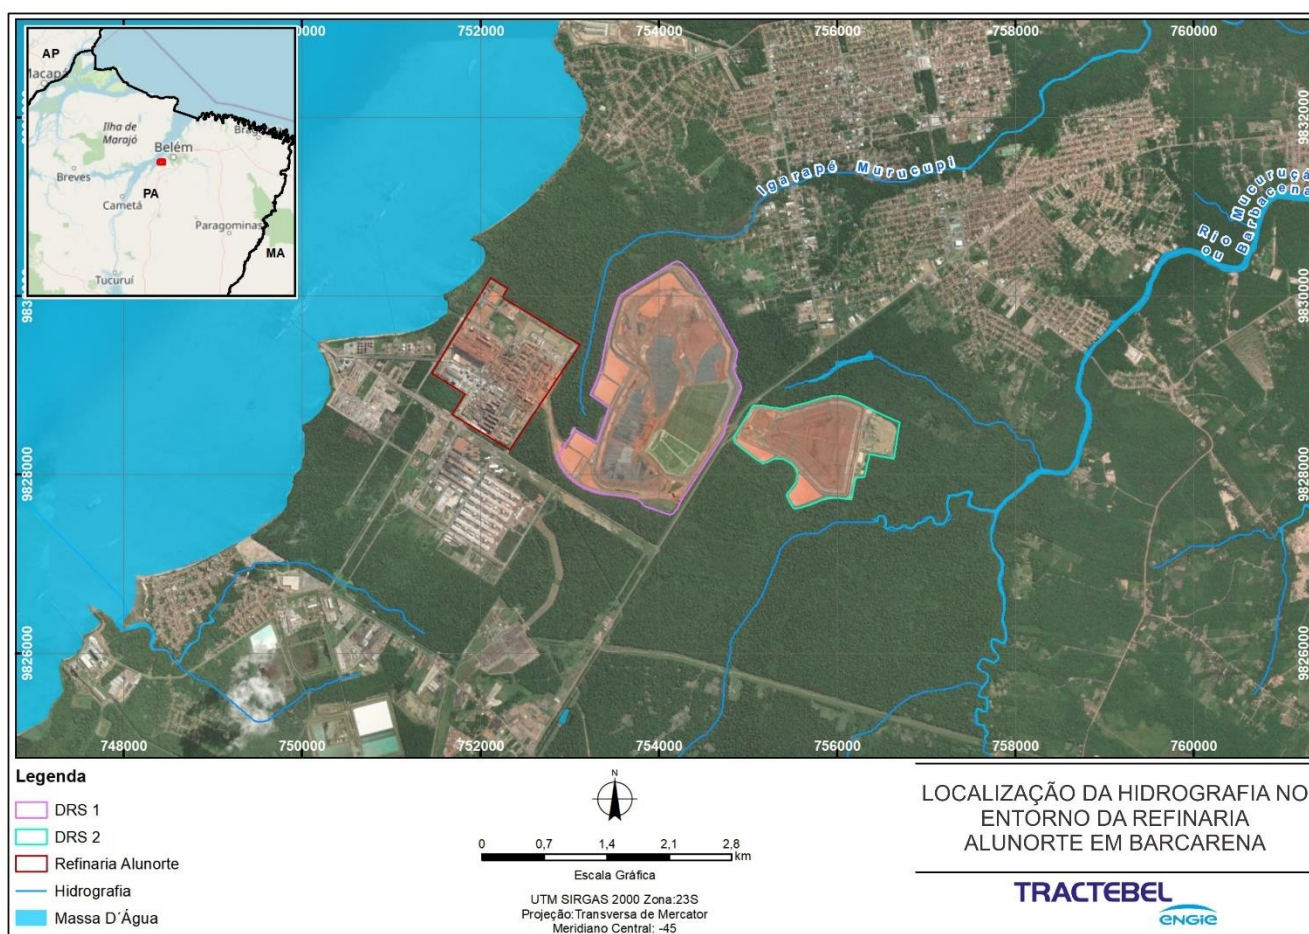 752000
754000
756000
758000
760000
AP
Macapá
Ilha de
Marajó
Belém
Breves
PA
Cametá
Paragominas
MA
Tucuruí
9832000
Igarapé Murucupi
Rio Mucuruçá
ou Barbacena
9830000
9828000
9828000
9826000
9826000
748000
750000
752000
754000
756000
758000
760000
Legenda
DRS 1
DRS 2
Refinaria Alunorte
Hidrografia
Massa D´Água
N
0 0,7 1,4 2,1 2,8
km
Escala Gráfica
UTM SIRGAS 2000 Zona:23S
Projeção:Transversa de Mercator
Meridiano Central: -45
LOCALIZAÇÃO DA HIDROGRAFIA NO
ENTORNO DA REFINARIA
ALUNORTE EM BARCARENA
TRACTEBEL
ENGIE